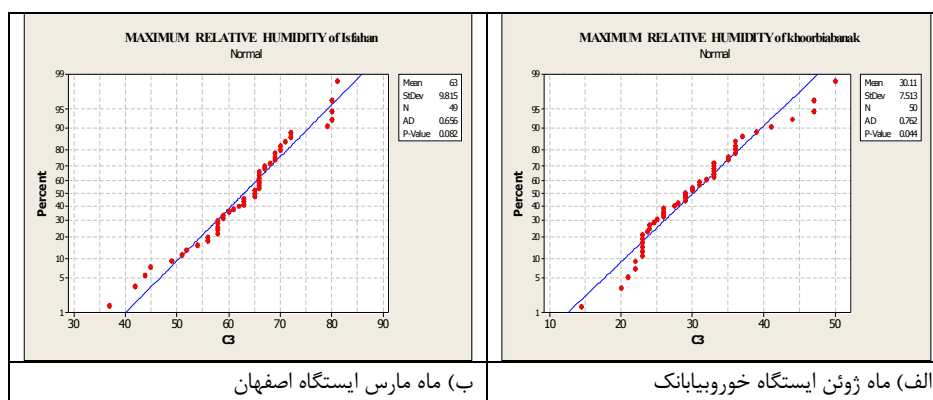 MAXIMUM RELATIVE HUMIDITY of Isfahan
Normal
99
95
90
80
70
60
50
40
30
20
10
5
1
Percent
30 40 50 60 70 80 90
C3
Mean 63
StDev 9.815
N 49
AD 0.656
P-Value 0.082
MAXIMUM RELATIVE HUMIDITY of khoorbiabanak
Normal
99
95
90
80
70
60
50
40
30
20
10
5
1
Percent
10 20 30 40 50
C3
Mean 30.11
StDev 7.513
N 50
AD 0.762
P-Value 0.044
الف) ماه ژوئن ایستگاه خوروبیابانک
ب) ماه مارس ایستگاه اصفهان